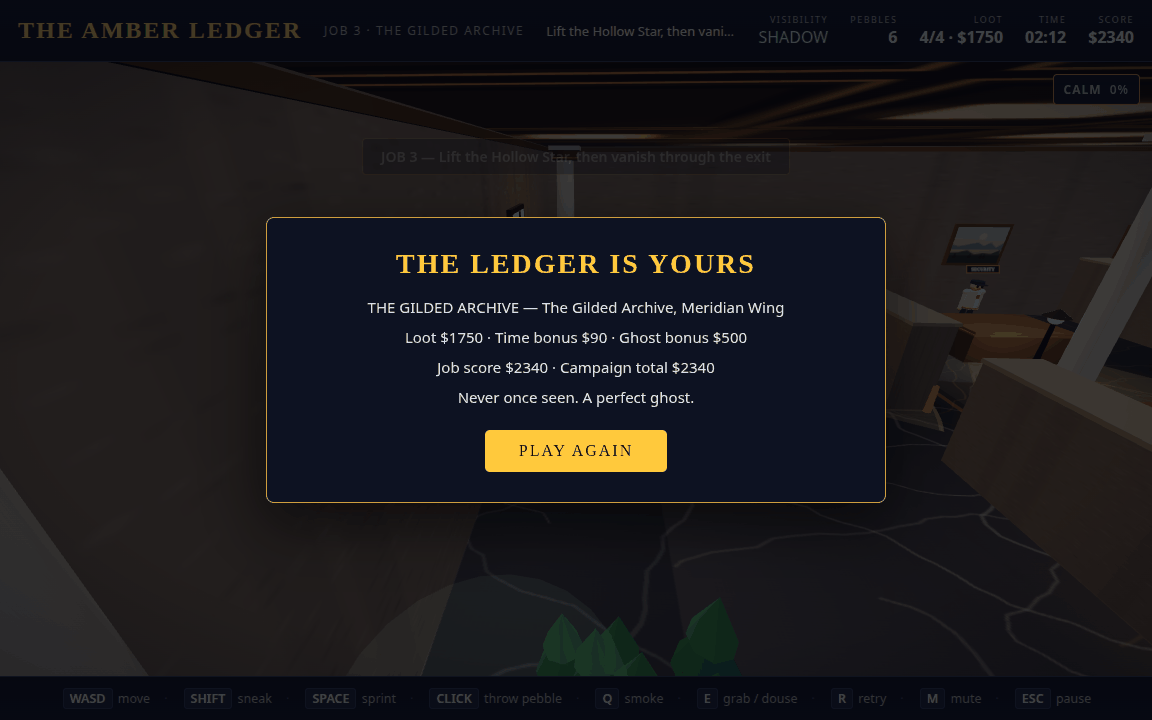 THE AMBER LEDGER
JOB 3 · THE GILDED ARCHIVE
Lift the Hollow Star, then vani...
VISIBILITY
SHADOW
PEBBLES
6
LOOT
4/4 · $1750
TIME
02:12
SCORE
$2340
CALM 0%
JOB 3 — Lift the Hollow Star, then vanish through the exit
SECURITY
THE LEDGER IS YOURS
THE GILDED ARCHIVE — The Gilded Archive, Meridian Wing
Loot $1750 · Time bonus $90 · Ghost bonus $500
Job score $2340 · Campaign total $2340
Never once seen. A perfect ghost.
PLAY AGAIN
WASD move · SHIFT sneak · SPACE sprint · CLICK throw pebble · Q smoke · E grab / douse · R retry · M mute · ESC pause